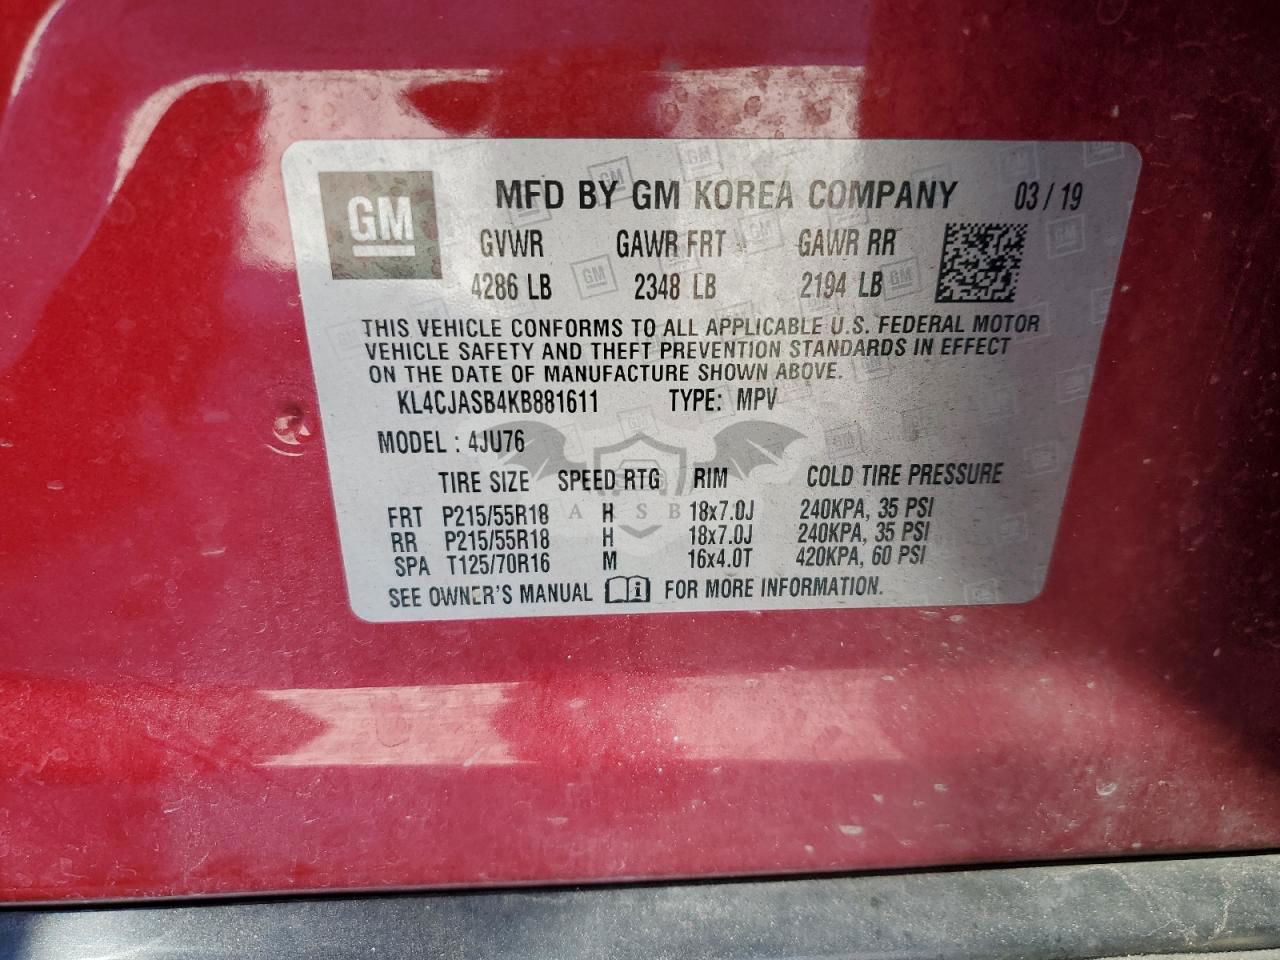 GM
MFD BY GM KOREA COMPANY 03/19
GVWR GAWR FRT GAWR RR
4286 LB 2348 LB 2194 LB
THIS VEHICLE CONFORMS TO ALL APPLICABLE U.S. FEDERAL MOTOR
VEHICLE SAFETY AND THEFT PREVENTION STANDARDS IN EFFECT
ON THE DATE OF MANUFACTURE SHOWN ABOVE.
KL4CJASB4KB881611 TYPE: MPV
MODEL : 4JU76
TIRE SIZE SPEED RTG RIM COLD TIRE PRESSURE
FRT P215/55R18 H 18x7.0J 240KPA, 35 PSI
RR P215/55R18 H 18x7.0J 240KPA, 35 PSI
SPA T125/70R16 M 16x4.0T 420KPA, 60 PSI
SEE OWNER'S MANUAL FOR MORE INFORMATION.